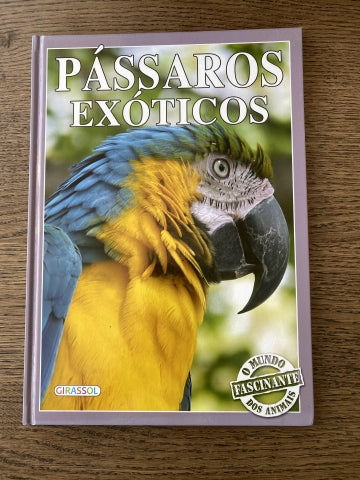 PÁSSAROS
EXÓTICOS
GIRASSOL
O MUNDO
FASCINANTE
DOS ANIMAIS